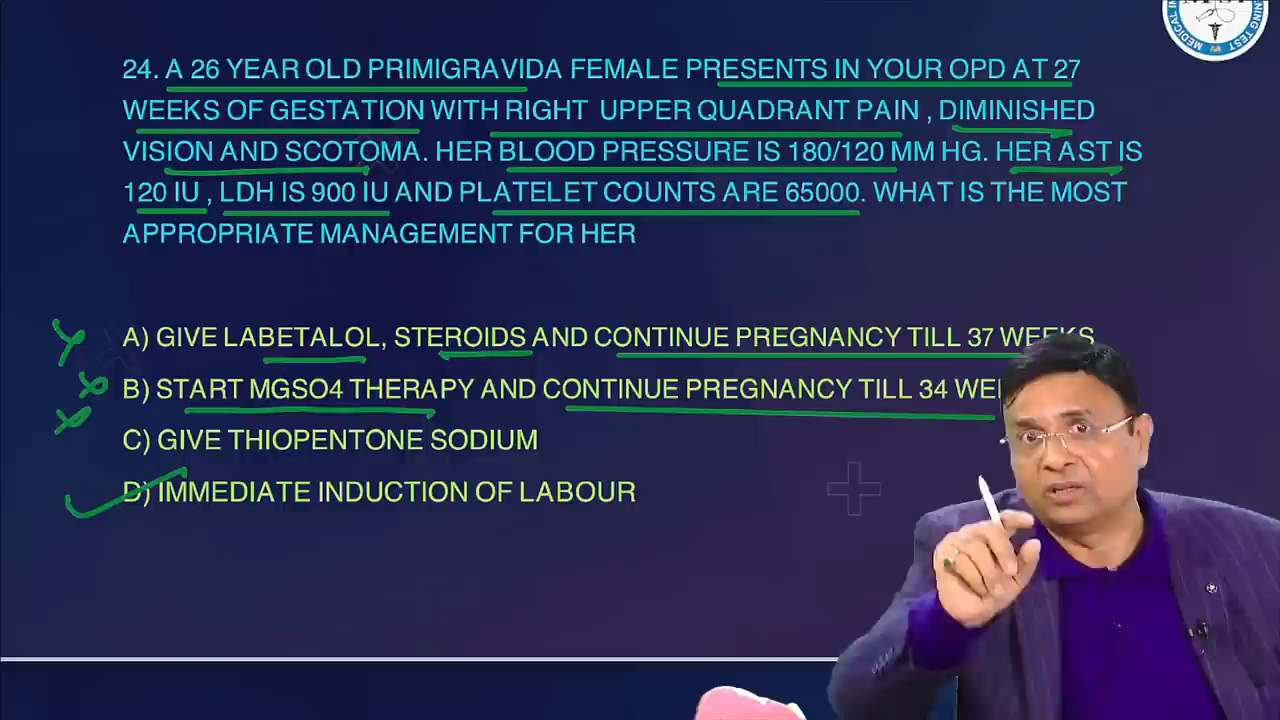 24. A 26 YEAR OLD PRIMIGRAVIDA FEMALE PRESENTS IN YOUR OPD AT 27
WEEKS OF GESTATION WITH RIGHT UPPER QUADRANT PAIN , DIMINISHED
VISION AND SCOTOMA. HER BLOOD PRESSURE IS 180/120 MM HG. HER AST IS
120 IU , LDH IS 900 IU AND PLATELET COUNTS ARE 65000. WHAT IS THE MOST
APPROPRIATE MANAGEMENT FOR HER
A) GIVE LABETALOL, STEROIDS AND CONTINUE PREGNANCY TILL 37 WEEKS
B) START MGSO4 THERAPY AND CONTINUE PREGNANCY TILL 34
C) GIVE THIOPENTONE SODIUM
D) IMMEDIATE INDUCTION OF LABOUR